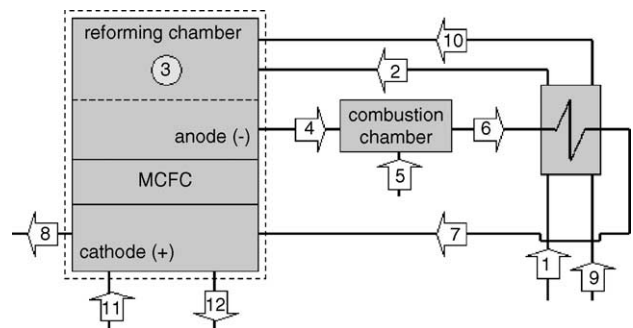 reforming chamber
10
3
2
anode (-)
4
combustion
chamber
6
5
MCFC
8
cathode (+)
7
1
9
11
12